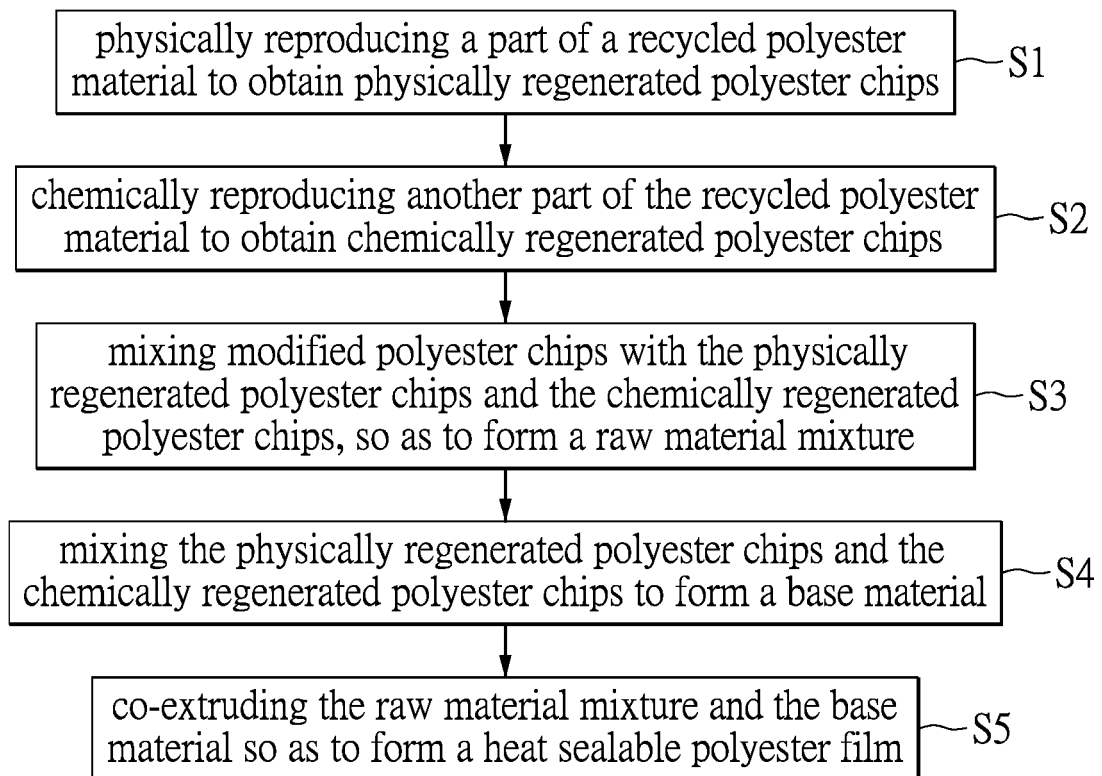 physically reproducing a part of a recycled polyester
material to obtain physically regenerated polyester chips
S1
chemically reproducing another part of the recycled polyester
material to obtain chemically regenerated polyester chips
S2
mixing modified polyester chips with the physically
regenerated polyester chips and the chemically regenerated
polyester chips, so as to form a raw material mixture
S3
mixing the physically regenerated polyester chips and the
chemically regenerated polyester chips to form a base material
S4
co-extruding the raw material mixture and the base
material so as to form a heat sealable polyester film
S5